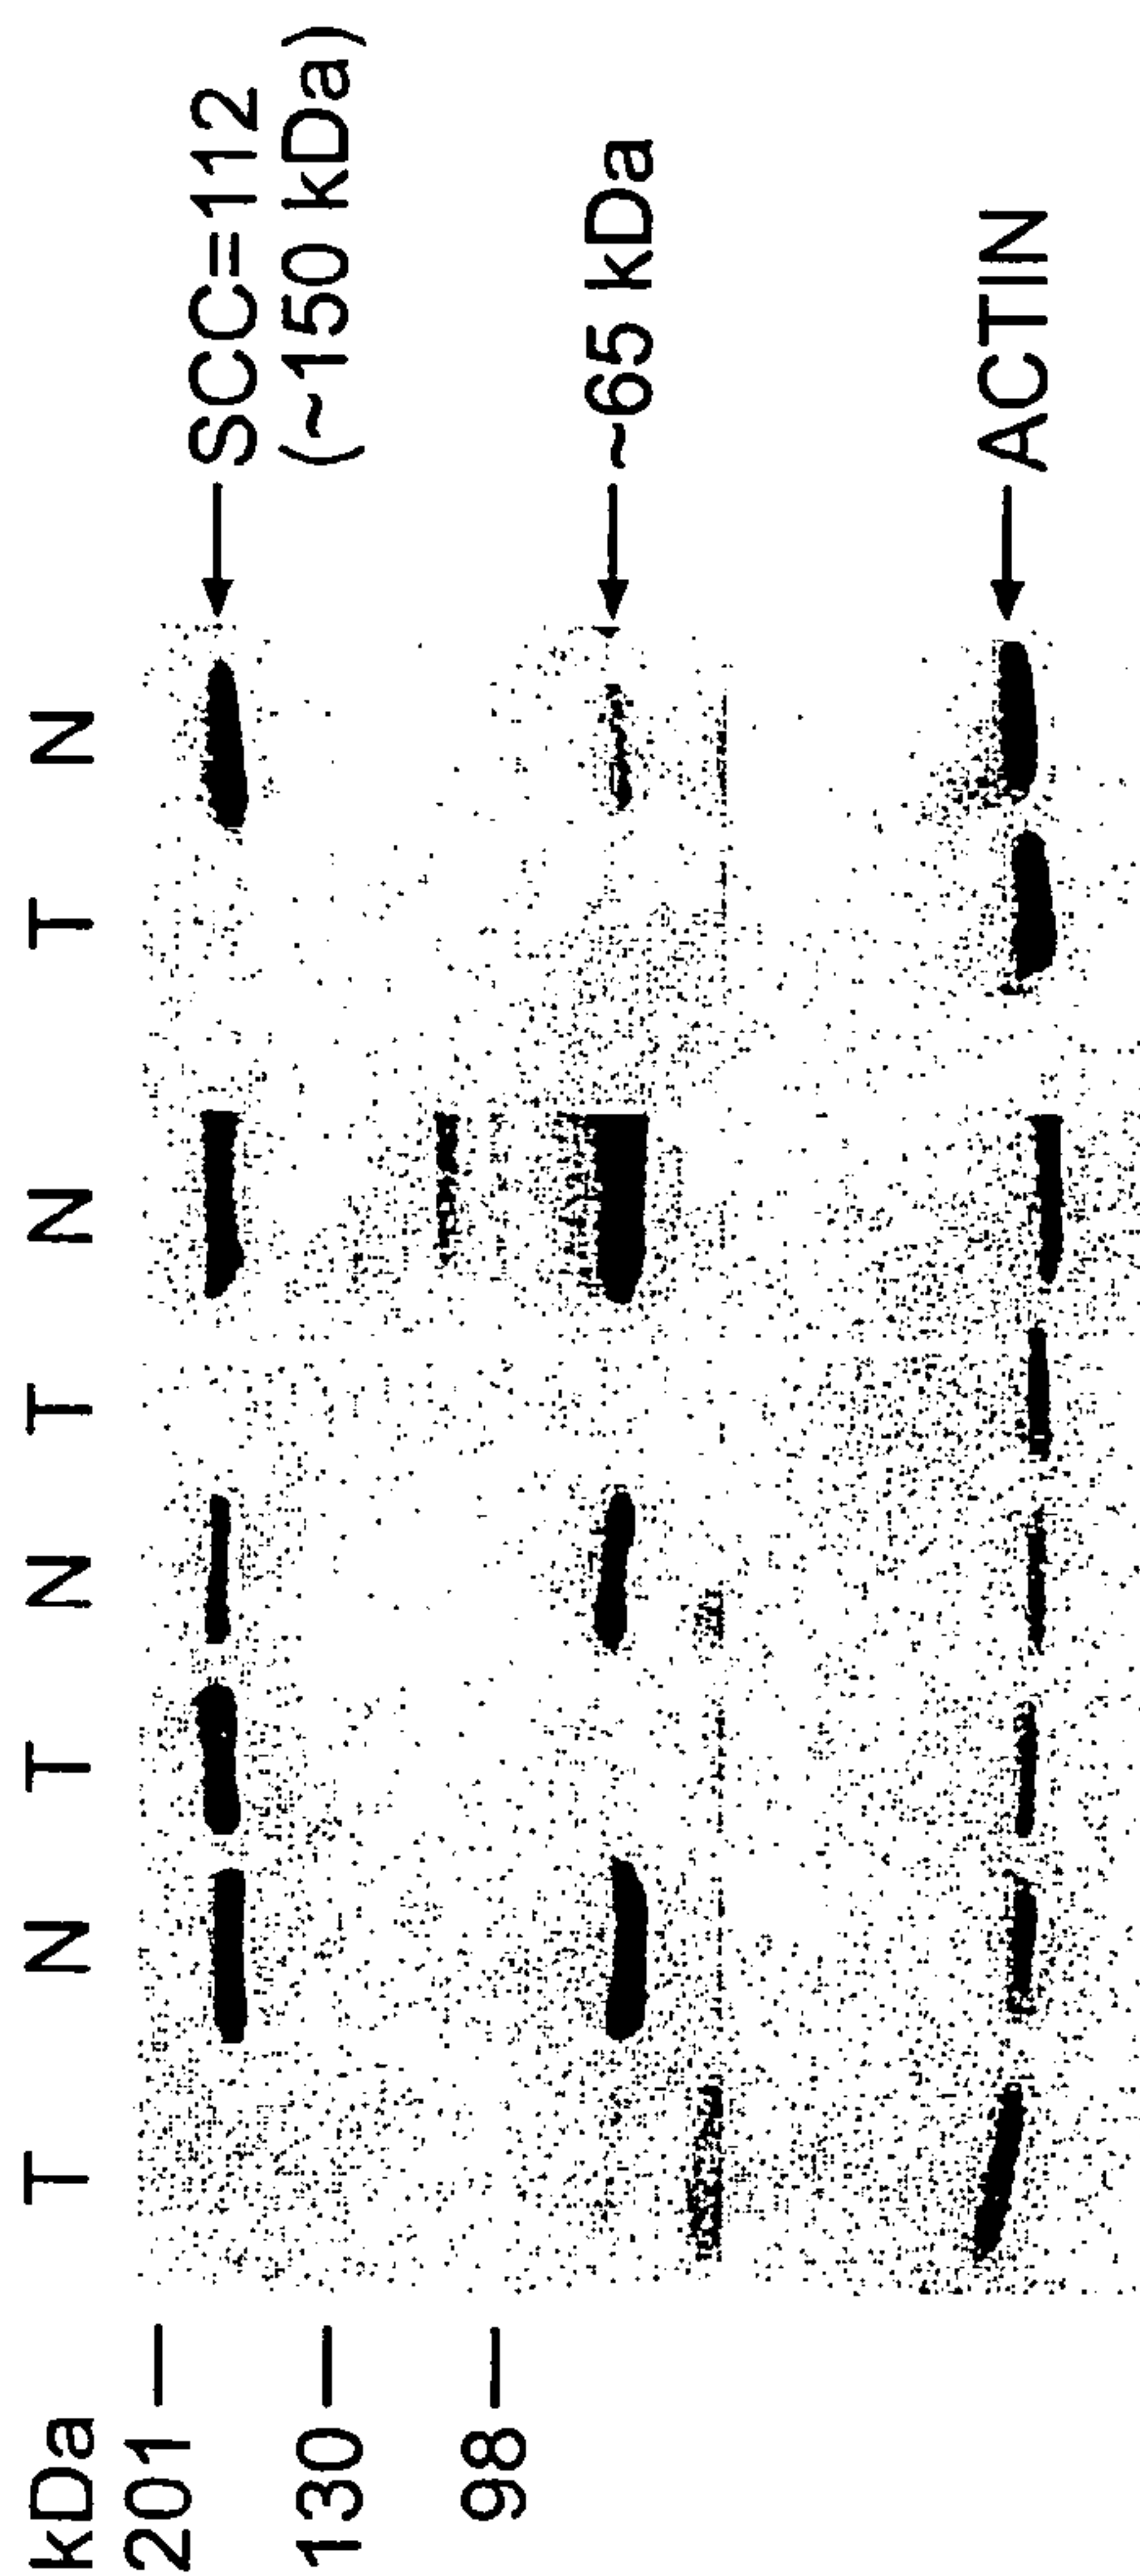 kDa
T N T N T N T N
201
130
98
SCC=112
(~150 kDa)
~65 kDa
ACTIN